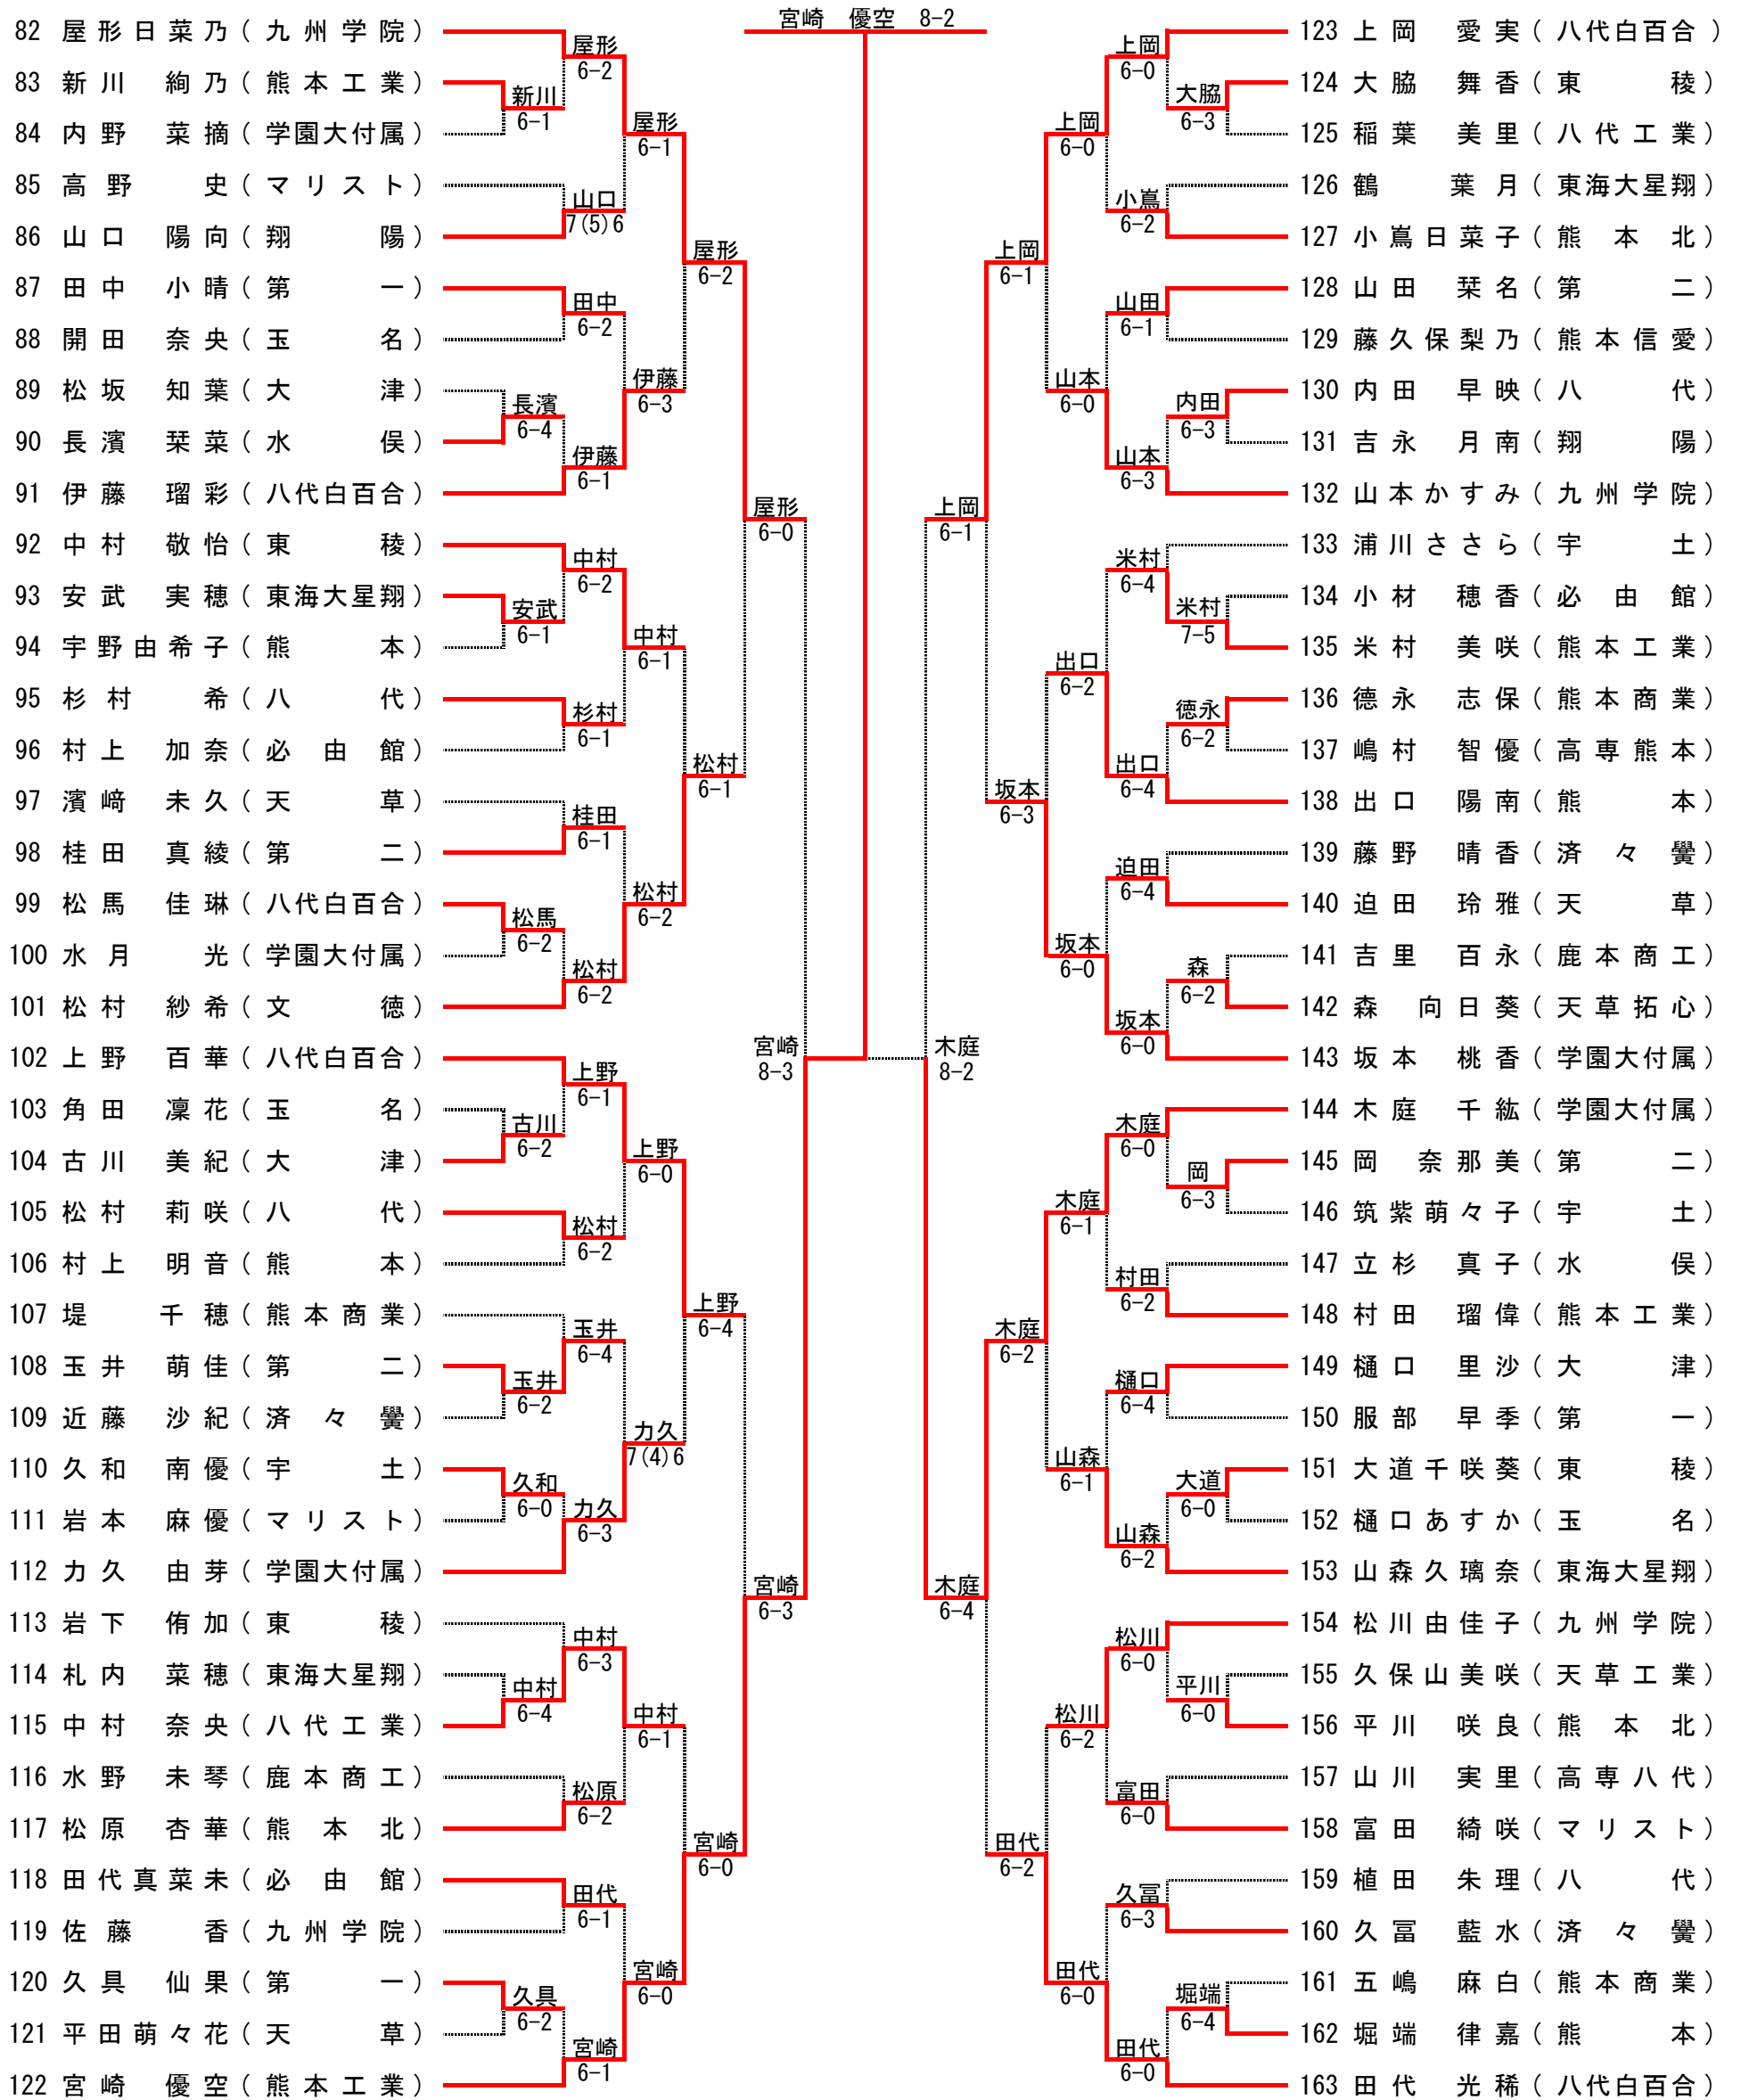 宮崎　優空　8-2
82 屋形日菜乃（九州学院）
屋形
6-2
83 新川　絢乃（熊本工業）
新川
6-1
84 内野　菜摘（学園大付属）
屋形
6-1
85 高野　史（マリスト）
山口
7(5)6
86 山口　陽向（翔陽）
屋形
6-2
87 田中　小晴（第一）
田中
6-2
88 開田　奈央（玉名）
伊藤
6-3
89 松坂　知葉（大津）
長濱
6-4
90 長濱　栞菜（水俣）
伊藤
6-1
91 伊藤　瑠彩（八代白百合）
屋形
6-0
92 中村　敬怡（東稜）
中村
6-2
93 安武　実穂（東海大星翔）
安武
6-1
94 宇野由希子（熊本）
中村
6-1
95 杉村　希（八代）
杉村
6-1
96 村上　加奈（必由館）
松村
6-1
97 濱﨑　未久（天草）
桂田
6-1
98 桂田　真綾（第二）
松村
6-2
99 松馬　佳琳（八代白百合）
松馬
6-2
100 水月　光（学園大付属）
松村
6-2
101 松村　紗希（文徳）
宮崎
8-3
102 上野　百華（八代白百合）
上野
6-1
103 角田　凜花（玉名）
古川
6-2
104 古川　美紀（大津）
上野
6-0
105 松村　莉咲（八代）
松村
6-2
106 村上　明音（熊本）
上野
6-4
107 堤　千穂（熊本商業）
玉井
6-4
108 玉井　萌佳（第二）
玉井
6-2
109 近藤　沙紀（済々黌）
力久
7(4)6
110 久和　南優（宇土）
久和
6-0
111 岩本　麻優（マリスト）
力久
6-3
112 力久　由芽（学園大付属）
宮崎
6-3
113 岩下　侑加（東稜）
中村
6-3
114 札内　菜穂（東海大星翔）
中村
6-4
115 中村　奈央（八代工業）
中村
6-1
116 水野　未琴（鹿本商工）
松原
6-2
117 松原　杏華（熊本北）
宮崎
6-0
118 田代真菜未（必由館）
田代
6-1
119 佐藤　香（九州学院）
宮崎
6-0
120 久具　仙果（第一）
久具
6-2
121 平田萌々花（天草）
宮崎
6-1
122 宮崎　優空（熊本工業）
123 上岡　愛実（八代白百合）
上岡
6-0
124 大脇　舞香（東稜）
大脇
6-3
125 稲葉　美里（八代工業）
上岡
6-0
126 鶴　葉月（東海大星翔）
小嶌
6-2
127 小嶌日菜子（熊本北）
上岡
6-1
128 山田　栞名（第二）
山田
6-1
129 藤久保梨乃（熊本信愛）
山本
6-0
130 内田　早映（八代）
内田
6-3
131 吉永　月南（翔陽）
山本
6-3
132 山本かすみ（九州学院）
上岡
6-1
133 浦川ささら（宇土）
米村
6-4
134 小材　穂香（必由館）
米村
7-5
135 米村　美咲（熊本工業）
出口
6-2
136 德永　志保（熊本商業）
徳永
6-2
137 嶋村　智優（高専熊本）
出口
6-4
138 出口　陽南（熊本）
坂本
6-3
139 藤野　晴香（済々黌）
迫田
6-4
140 迫田　玲雅（天草）
坂本
6-0
141 吉里　百永（鹿本商工）
森
6-2
142 森　向日葵（天草拓心）
坂本
6-0
143 坂本　桃香（学園大付属）
木庭
8-2
144 木庭　千紘（学園大付属）
木庭
6-0
145 岡　奈那美（第二）
岡
6-3
146 筑紫萌々子（宇土）
木庭
6-1
147 立杉　真子（水俣）
村田
6-2
148 村田　瑠偉（熊本工業）
木庭
6-2
149 樋口　里沙（大津）
樋口
6-4
150 服部　早季（第一）
山森
6-1
151 大道千咲葵（東稜）
大道
6-0
152 樋口あすか（玉名）
山森
6-2
153 山森久璃奈（東海大星翔）
木庭
6-4
154 松川由佳子（九州学院）
松川
6-0
155 久保山美咲（天草工業）
平川
6-0
156 平川　咲良（熊本北）
松川
6-2
157 山川　実里（高専八代）
富田
6-0
158 富田　綺咲（マリスト）
田代
6-2
159 植田　朱理（八代）
久冨
6-3
160 久冨　藍水（済々黌）
田代
6-0
161 五嶋　麻白（熊本商業）
堀端
6-4
162 堀端　律嘉（熊本）
田代
6-0
163 田代　光稀（八代白百合）